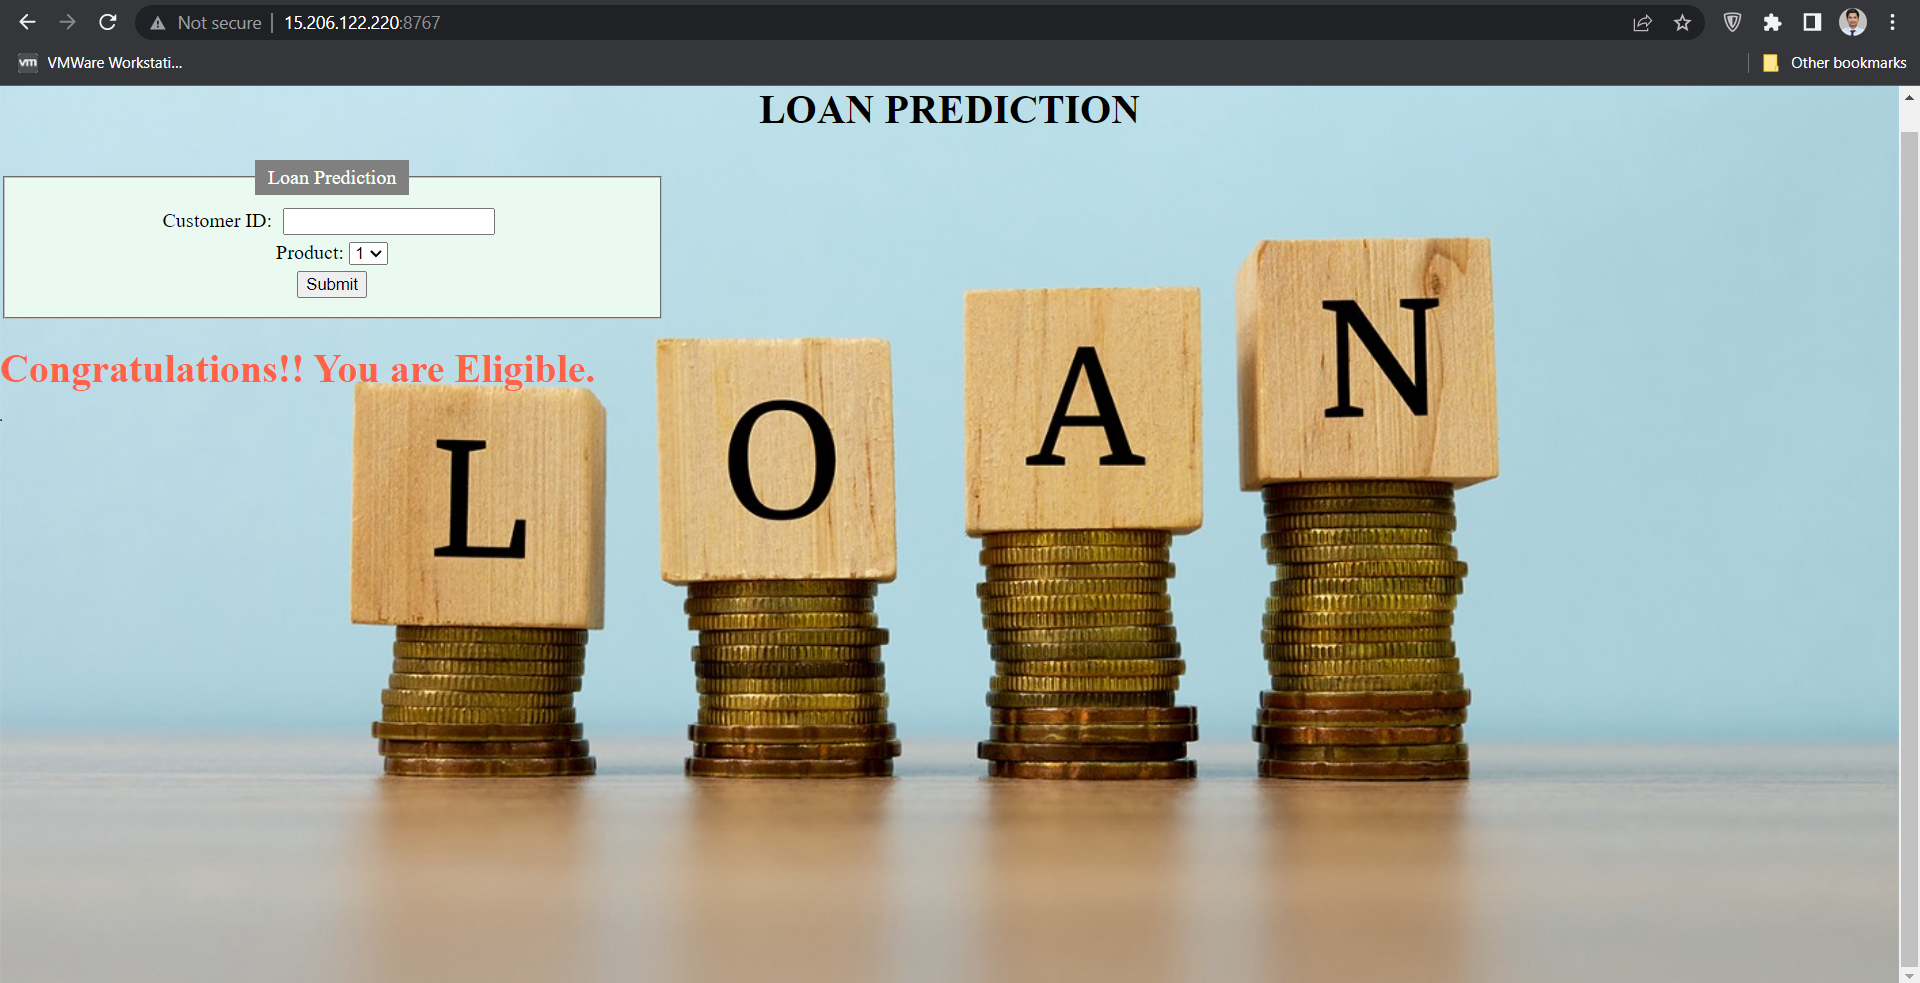 Not secure 15.206.122.220:8767
VMWare Workstati...
Other bookmarks
LOAN PREDICTION
Loan Prediction
Customer ID:
Product: 1
Submit
Congratulations!! You are Eligible.
.
L O A N